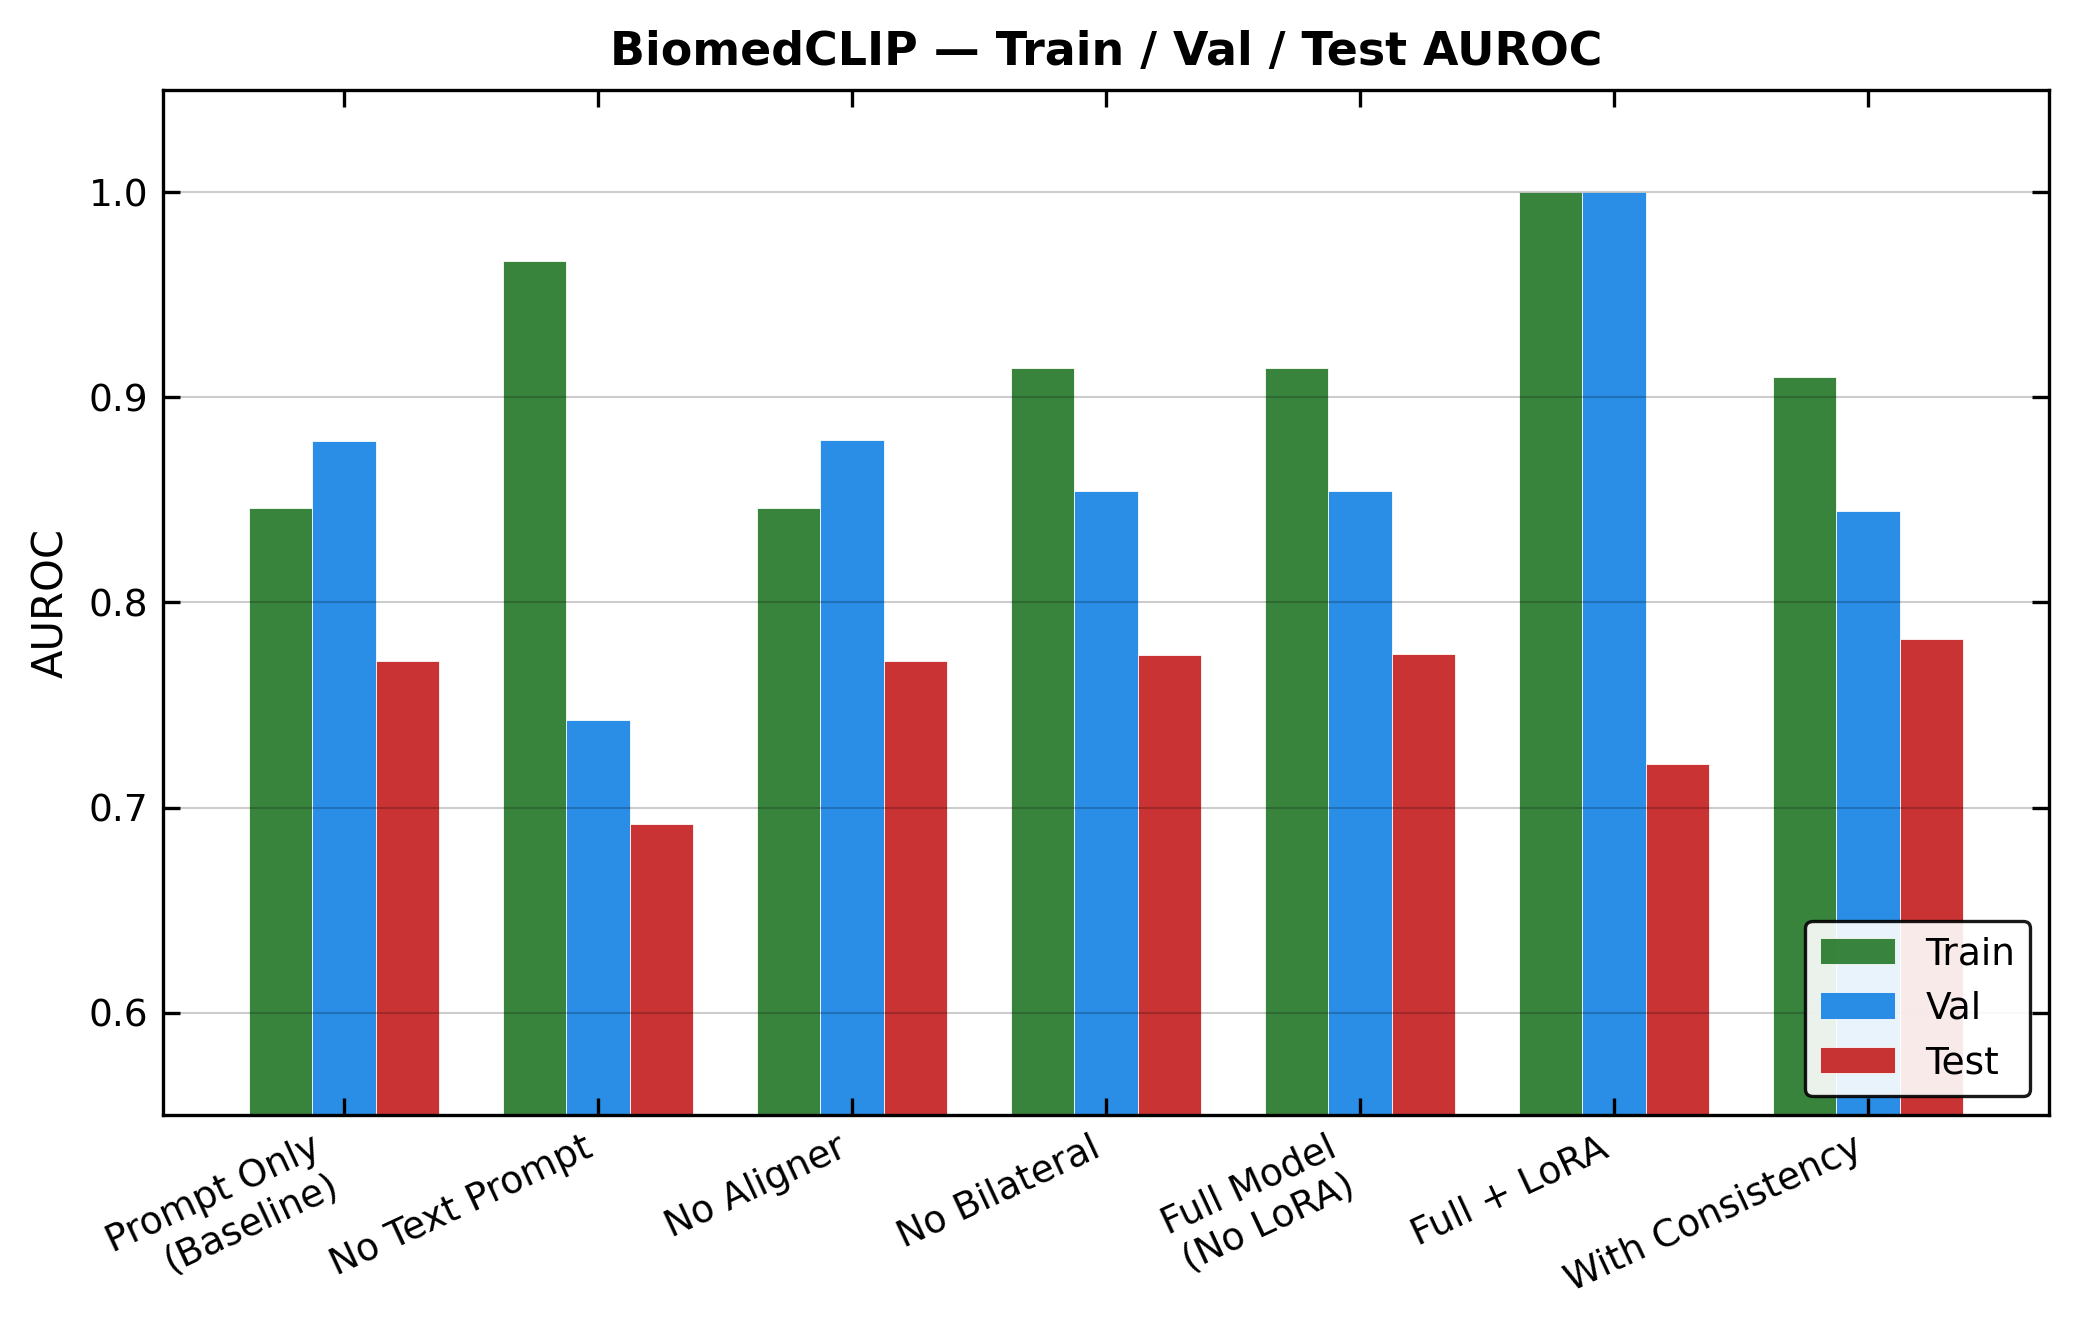 BiomedCLIP — Train / Val / Test AUROC
AUROC
1.0
0.9
0.8
0.7
0.6
Prompt Only
(Baseline)
No Text Prompt
No Aligner
No Bilateral
Full Model
(No LoRA)
Full + LoRA
With Consistency
Train
Val
Test